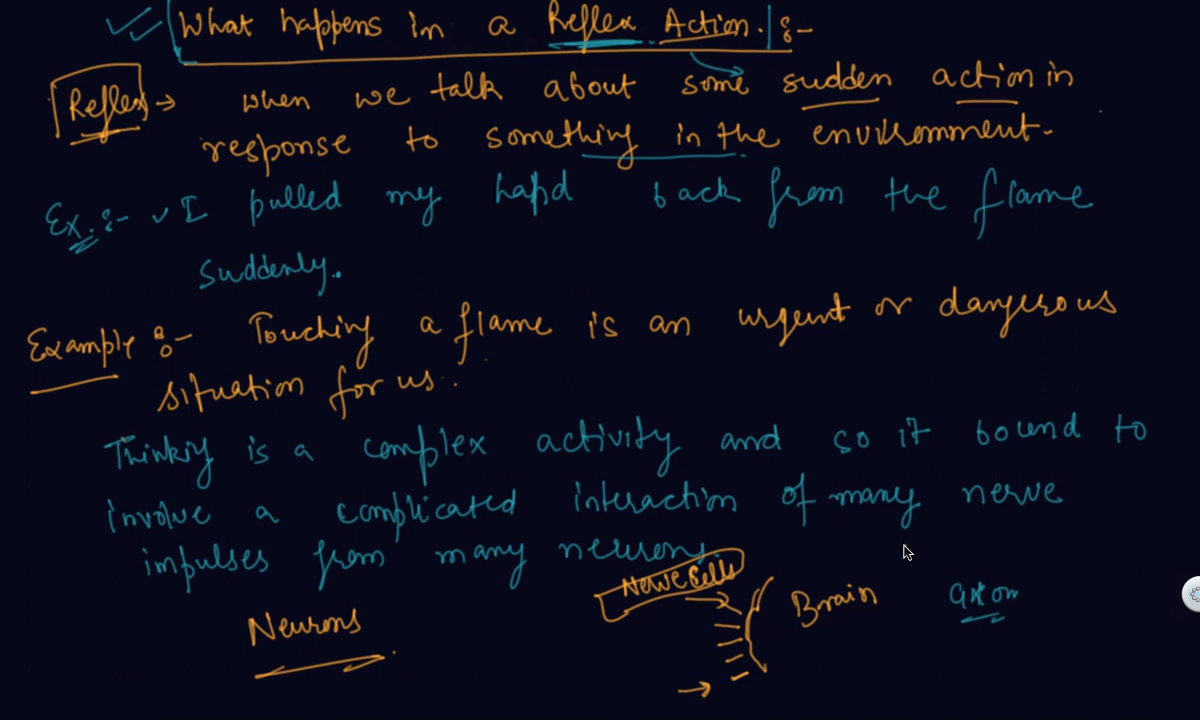 What happens in a Reflex Action. :-
Reflex → when we talk about some sudden action in
response to something in the environment.
Ex. :- ✓ I pulled my hand back from the flame
suddenly.
Example :- Touching a flame is an urgent or dangerous
situation for us.
Thinking is a complex activity and so it bound to
involve a complicated interaction of many nerve
impulses from many neurons.
Nerve cells
Neurons
Brain
axon